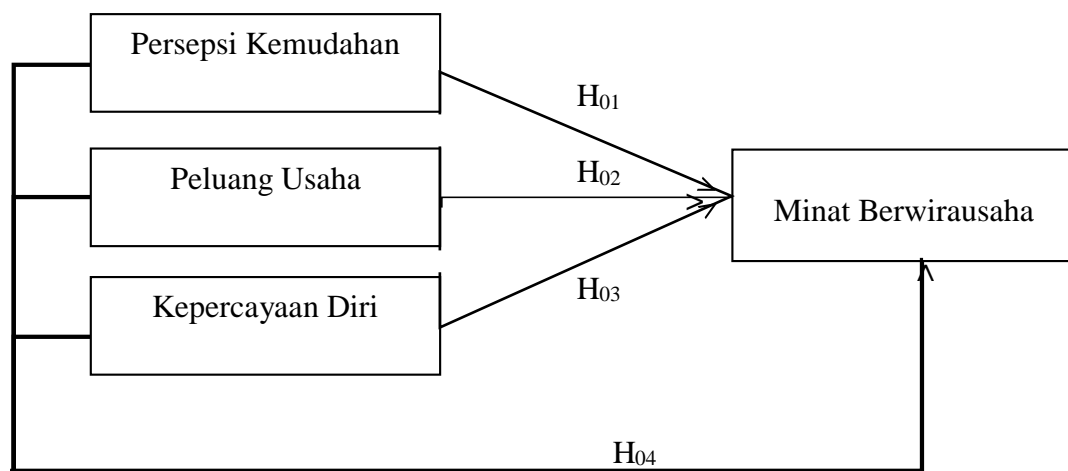 Persepsi Kemudahan
H01
Peluang Usaha
H02
Minat Berwirausaha
Kepercayaan Diri
H03
H04